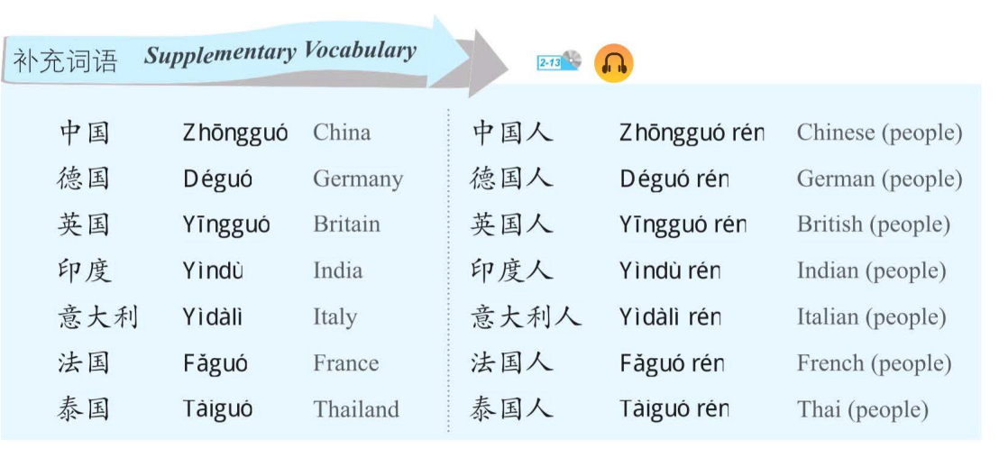 补充词语 Supplementary Vocabulary 2-13
中国 Zhōngguó China 中国人 Zhōngguó rén Chinese (people)
德国 Déguó Germany 德国人 Déguó rén German (people)
英国 Yīngguó Britain 英国人 Yīngguó rén British (people)
印度 Yìndù India 印度人 Yìndù rén Indian (people)
意大利 Yìdàlì Italy 意大利人 Yìdàlì rén Italian (people)
法国 Fǎguó France 法国人 Fǎguó rén French (people)
泰国 Tàiguó Thailand 泰国人 Tàiguó rén Thai (people)